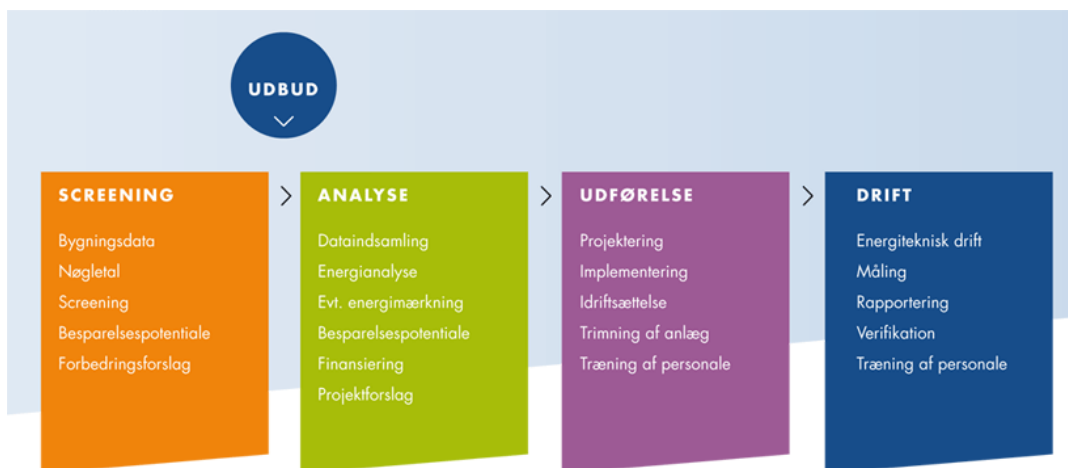 UDBUD
SCREENING
Bygningsdata
Nøgletal
Screening
Besparelsespotentiale
Forbedringsforslag
ANALYSE
Dataindsamling
Energianalyse
Evt. energimærkning
Besparelsespotentiale
Finansiering
Projektforslag
UDFØRELSE
Projektering
Implementering
Idriftsættelse
Trimning af anlæg
Træning af personale
DRIFT
Energiteknisk drift
Måling
Rapportering
Verifikation
Træning af personale